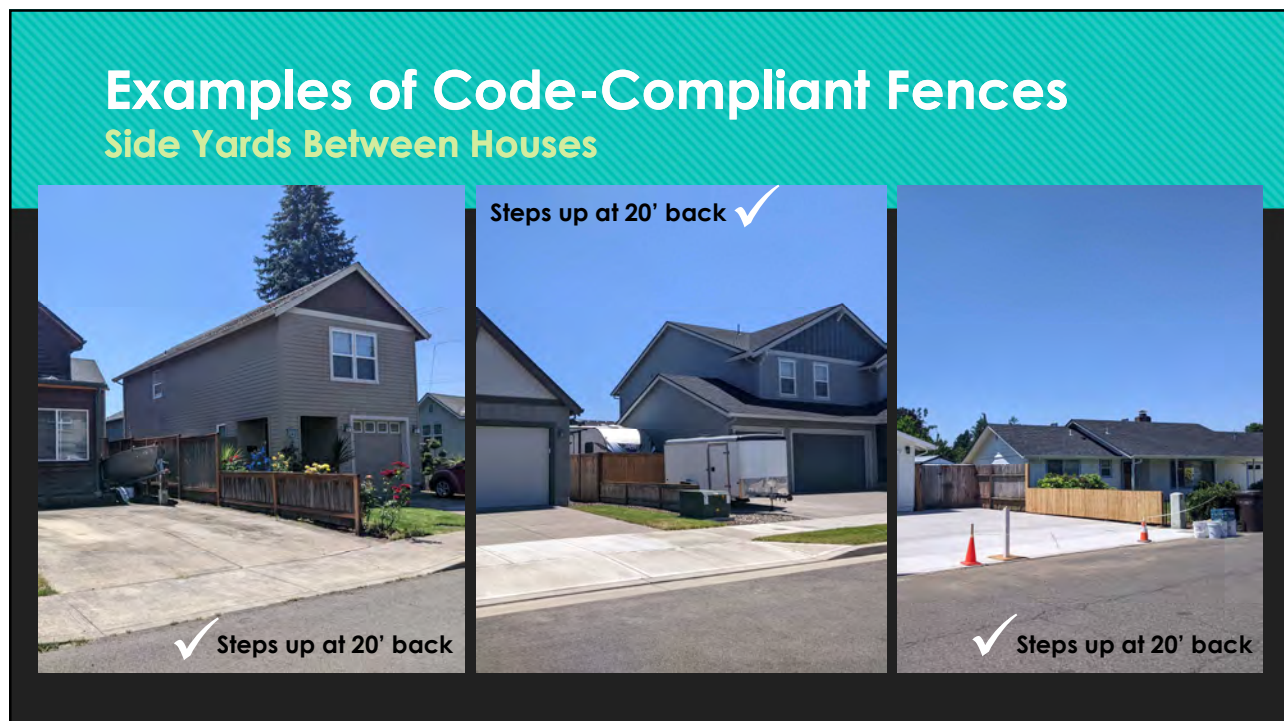 Examples of Code-Compliant Fences
Side Yards Between Houses
Steps up at 20’ back
Steps up at 20’ back
Steps up at 20’ back